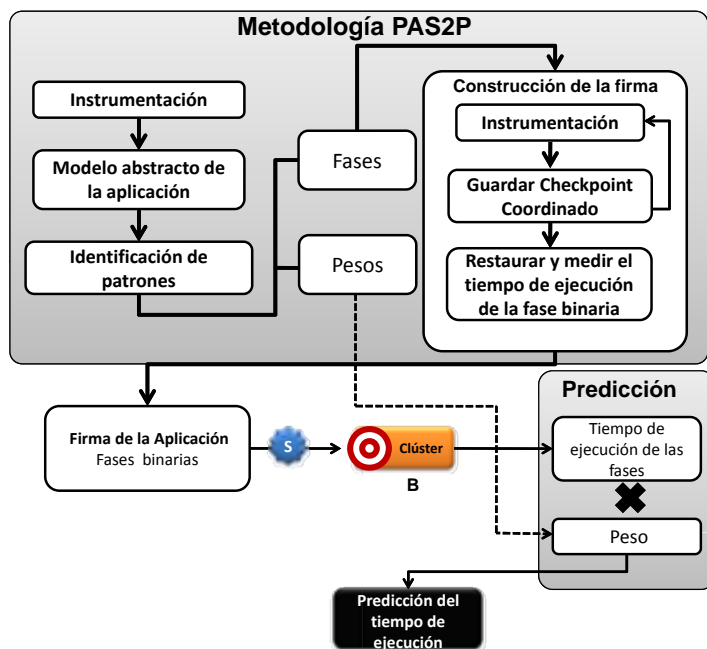 Metodología PAS2P
Instrumentación
Modelo abstracto de
la aplicación
Identificación de
patrones
Fases
Pesos
Construcción de la firma
Instrumentación
Guardar Checkpoint
Coordinado
Restaurar y medir el
tiempo de ejecución
de la fase binaria
Firma de la Aplicación
Fases binarias
S
Clúster
B
Predicción
Tiempo de
ejecución de las
fases
Peso
Predicción del
tiempo de
ejecución